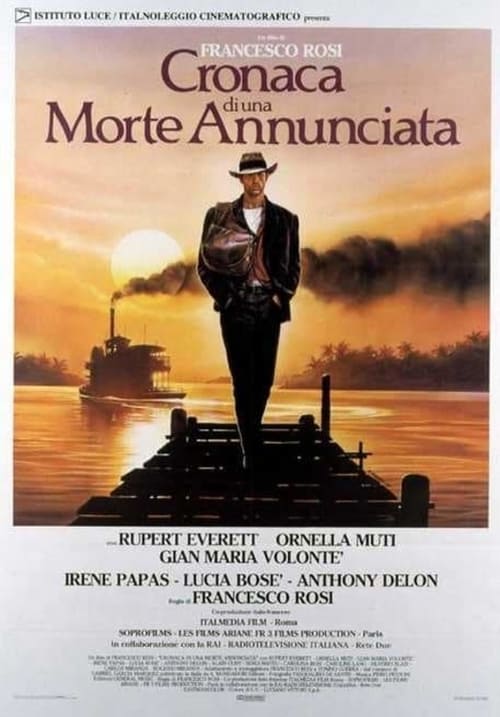 ISTITUTO LUCE / ITALNOLEGGIO CINEMATOGRAFICO presenta
Un film di
FRANCESCO ROSI
Cronaca
di una
Morte Annunciata
RUPERT EVERETT ORNELLA MUTI
GIAN MARIA VOLONTE'
IRENE PAPAS - LUCIA BOSE' - ANTHONY DELON
Regia di FRANCESCO ROSI
Coproduzione italo-francese
ITALMEDIA FILM - Roma
SOPROFILMS - LES FILMS ARIANE FR 3 FILMS PRODUCTION - Paris
in collaborazione con la RAI - RADIOTELEVISIONE ITALIANA - Rete Due